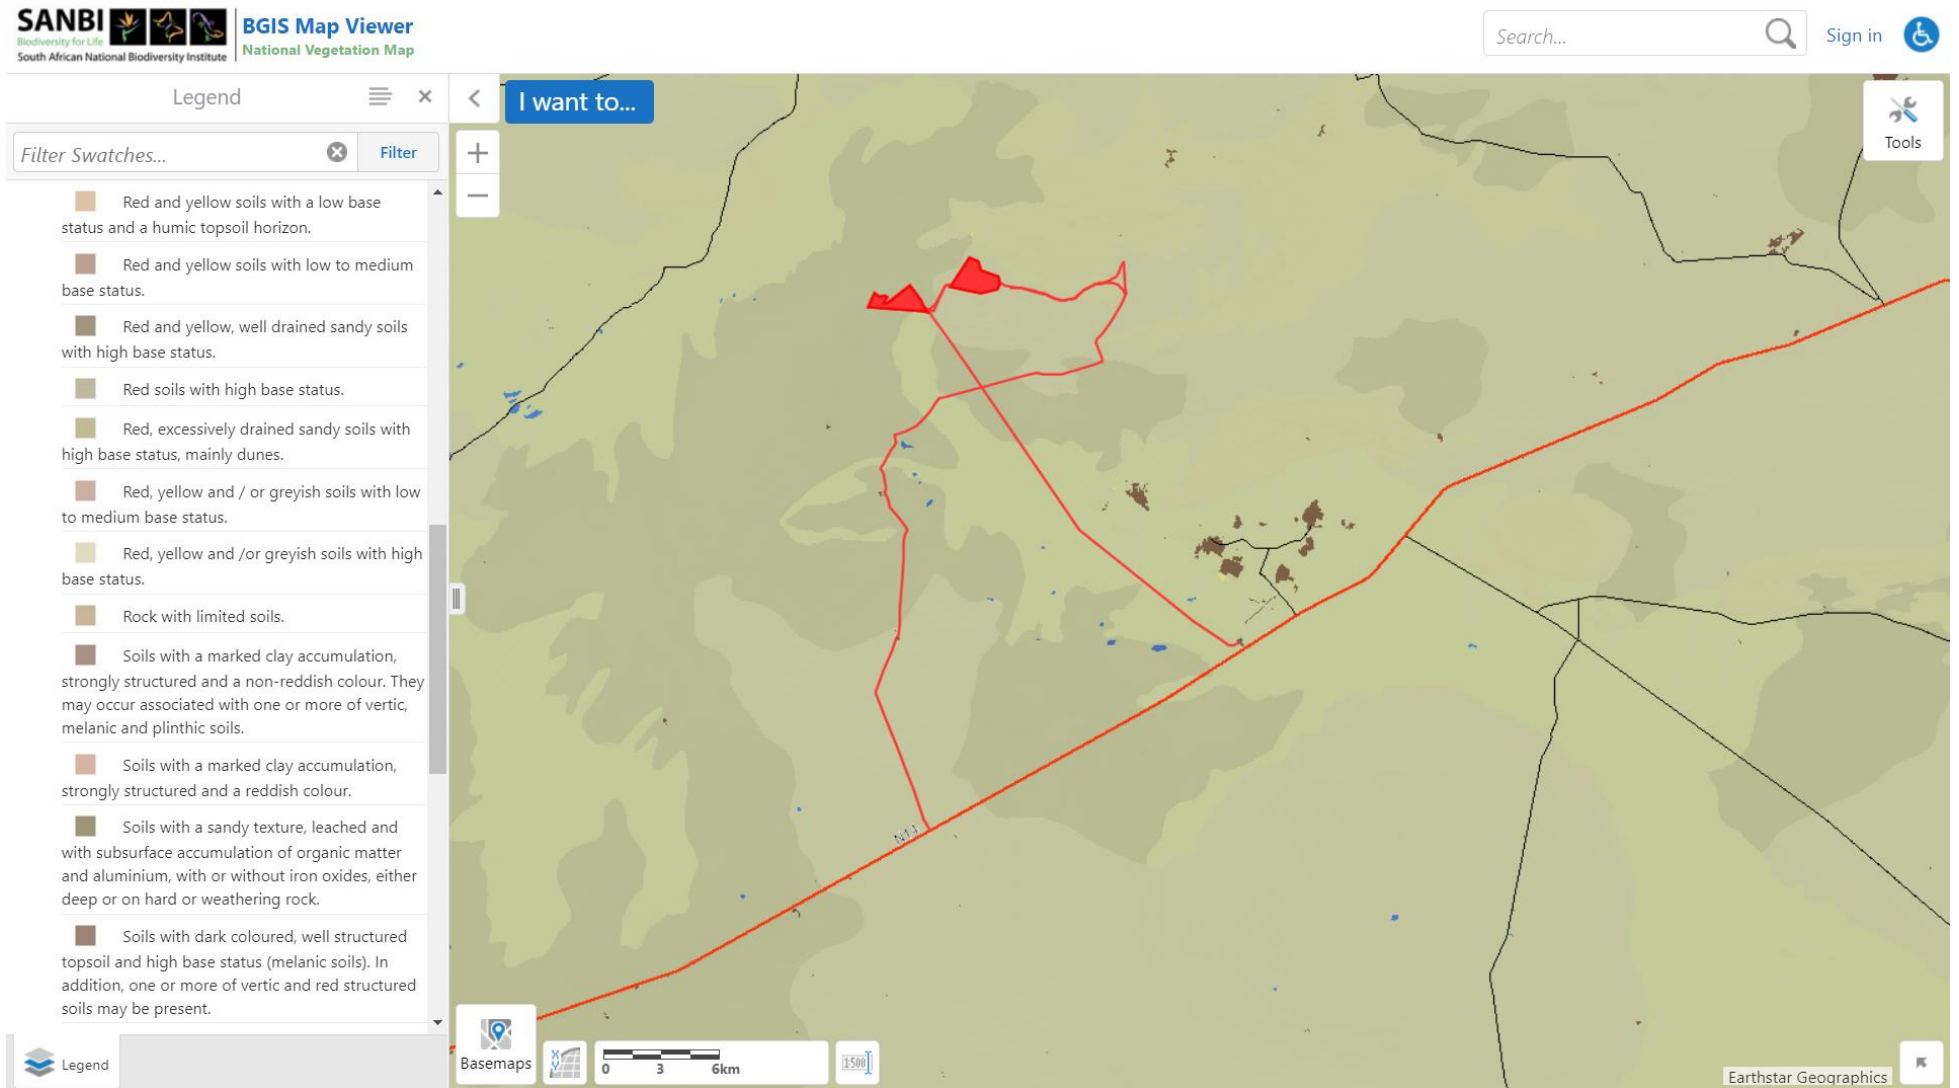 SANBI
Biodiversity for Life
South African National Biodiversity Institute
BGIS Map Viewer
National Vegetation Map
Search...
Sign in
Legend
I want to...
Tools
Filter Swatches...
Filter
Red and yellow soils with a low base
status and a humic topsoil horizon.
Red and yellow soils with low to medium
base status.
Red and yellow, well drained sandy soils
with high base status.
Red soils with high base status.
Red, excessively drained sandy soils with
high base status, mainly dunes.
Red, yellow and / or greyish soils with low
to medium base status.
Red, yellow and /or greyish soils with high
base status.
Rock with limited soils.
Soils with a marked clay accumulation,
strongly structured and a non-reddish colour. They
may occur associated with one or more of vertic,
melanic and plinthic soils.
Soils with a marked clay accumulation,
strongly structured and a reddish colour.
Soils with a sandy texture, leached and
with subsurface accumulation of organic matter
and aluminium, with or without iron oxides, either
deep or on hard or weathering rock.
Soils with dark coloured, well structured
topsoil and high base status (melanic soils). In
addition, one or more of vertic and red structured
soils may be present.
N14
Legend
Basemaps
X Y
0 3 6km
1:500
Earthstar Geographics